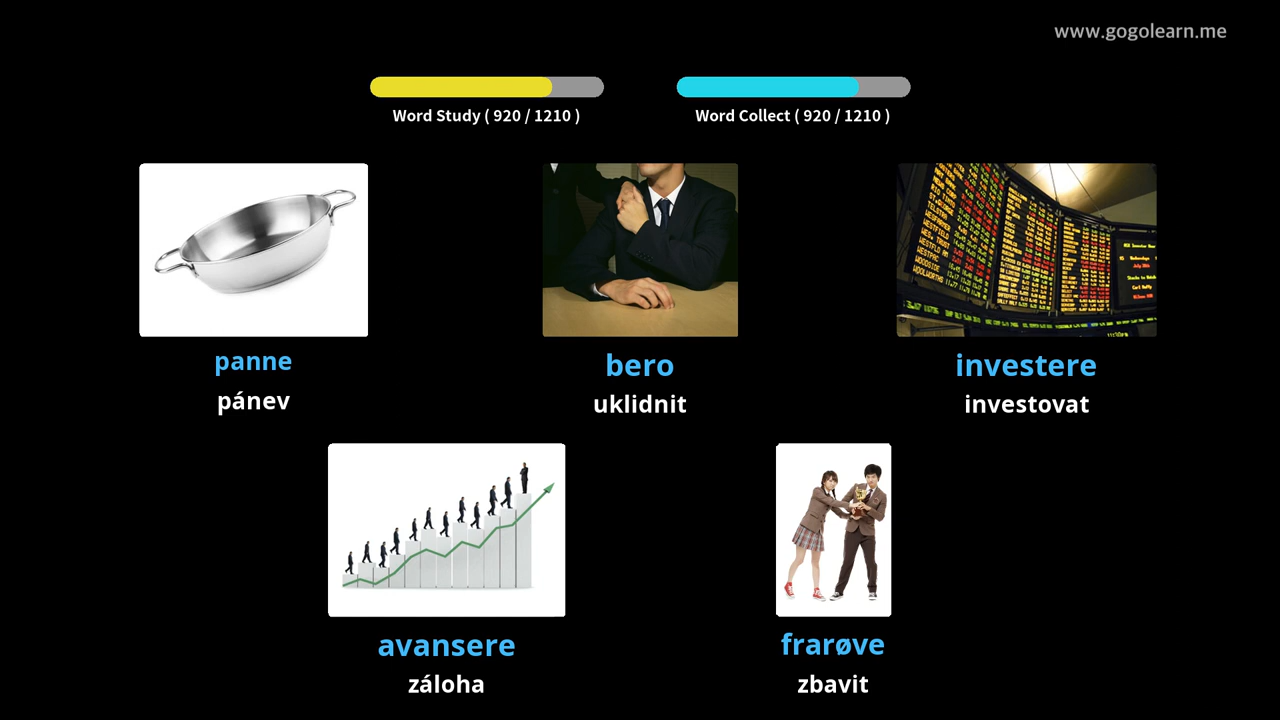 www.gogolearn.me
Word Study ( 920 / 1210 )
Word Collect ( 920 / 1210 )
panne
pánev
bero
uklidnit
investere
investovat
avansere
záloha
frarøve
zbavit